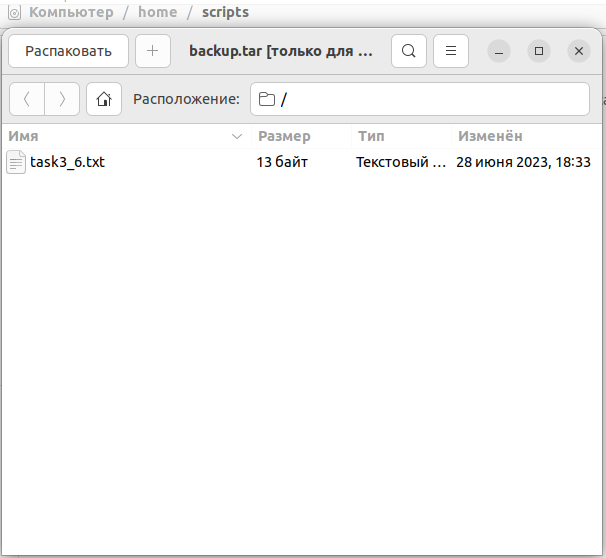 Компьютер / home / scripts
Распаковать
backup.tar [только для ...
Расположение:
/
Имя Размер Тип Изменён
task3_6.txt 13 байт Текстовый ... 28 июня 2023, 18:33